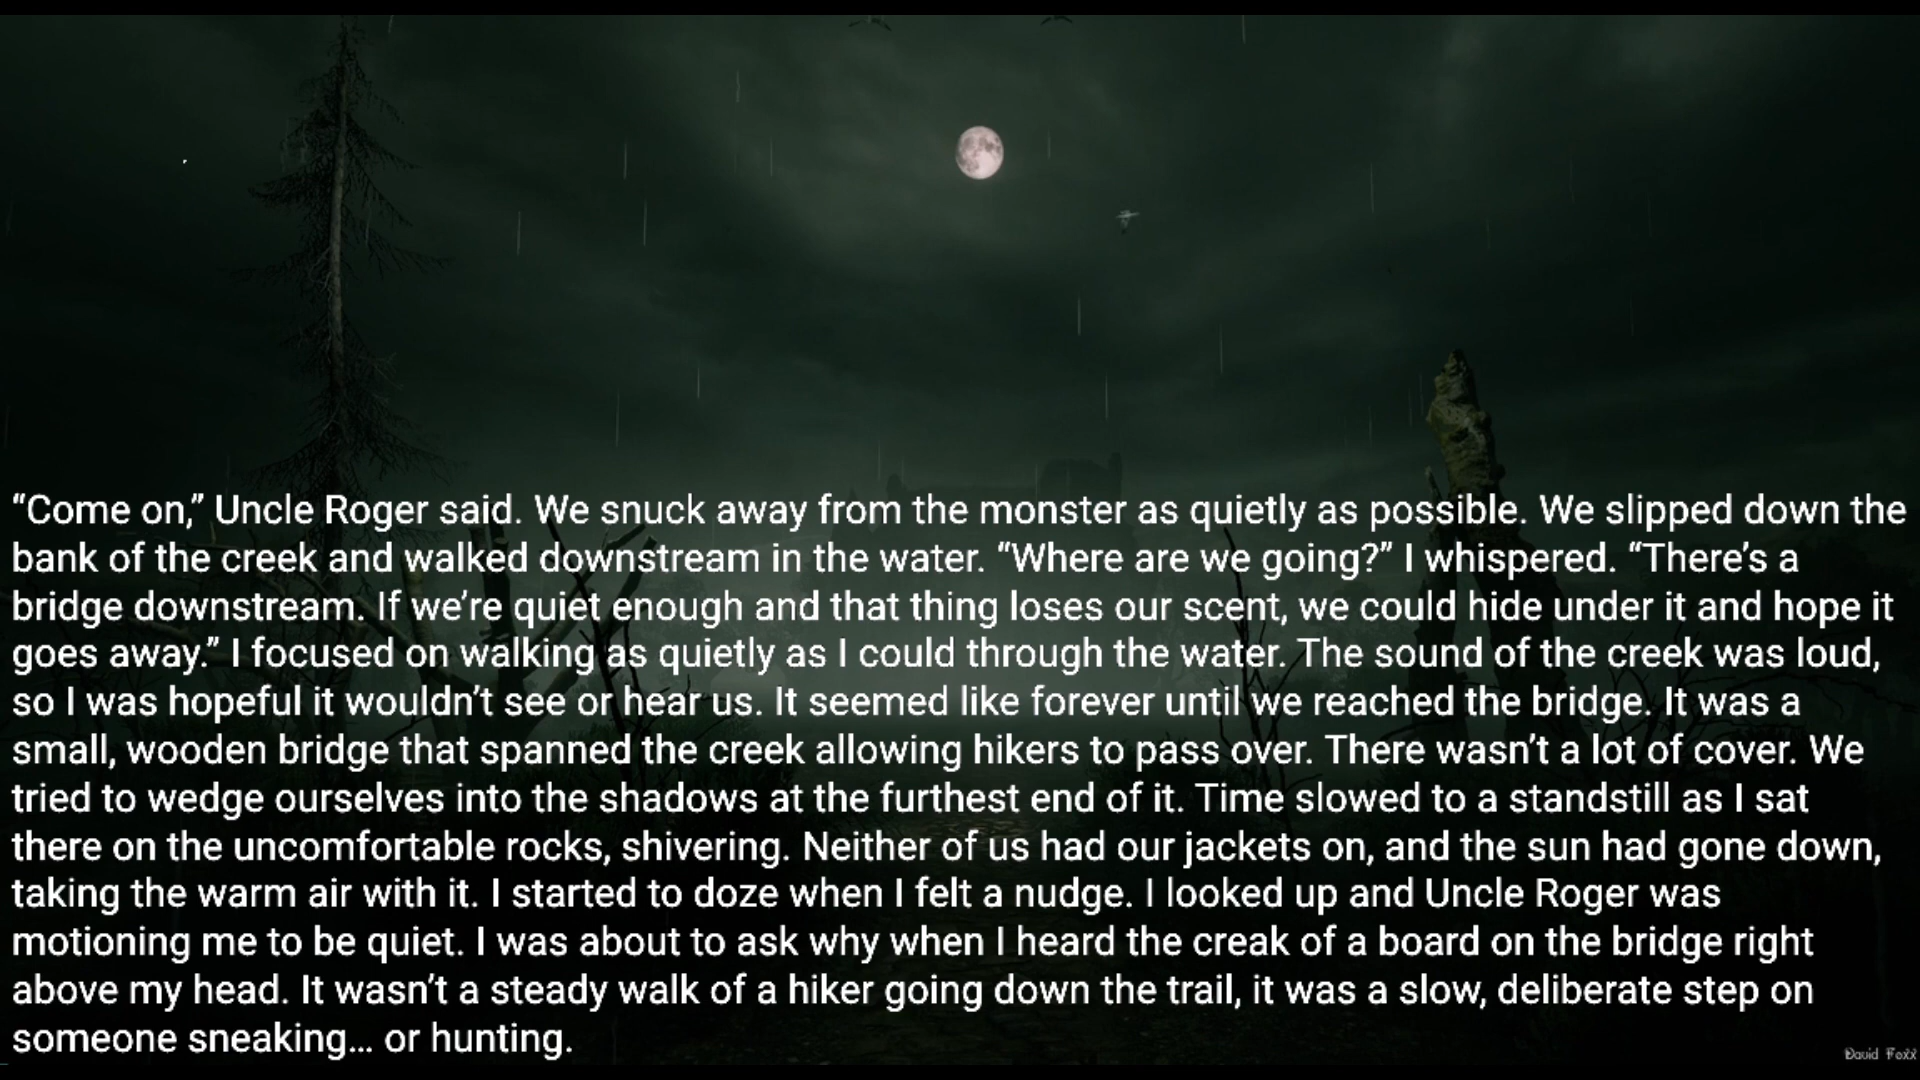 “Come on,” Uncle Roger said. We snuck away from the monster as quietly as possible. We slipped down the
bank of the creek and walked downstream in the water. “Where are we going?” I whispered. “There’s a
bridge downstream. If we’re quiet enough and that thing loses our scent, we could hide under it and hope it
goes away.” I focused on walking as quietly as I could through the water. The sound of the creek was loud,
so I was hopeful it wouldn’t see or hear us. It seemed like forever until we reached the bridge. It was a
small, wooden bridge that spanned the creek allowing hikers to pass over. There wasn’t a lot of cover. We
tried to wedge ourselves into the shadows at the furthest end of it. Time slowed to a standstill as I sat
there on the uncomfortable rocks, shivering. Neither of us had our jackets on, and the sun had gone down,
taking the warm air with it. I started to doze when I felt a nudge. I looked up and Uncle Roger was
motioning me to be quiet. I was about to ask why when I heard the creak of a board on the bridge right
above my head. It wasn’t a steady walk of a hiker going down the trail, it was a slow, deliberate step on
someone sneaking... or hunting.
David Foxx